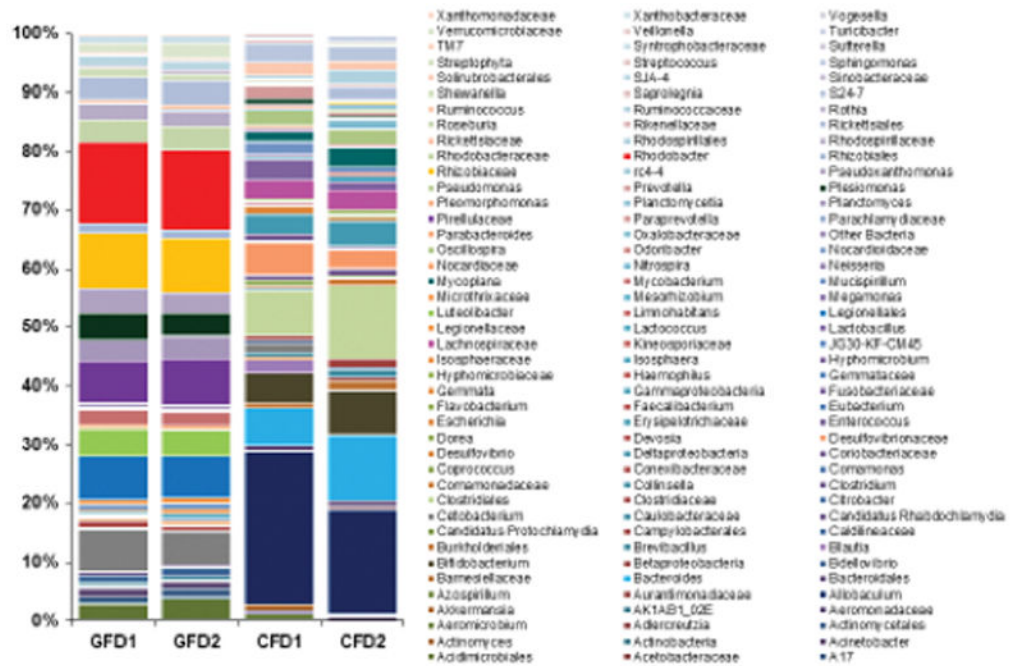 100%
90%
80%
70%
60%
50%
40%
30%
20%
10%
0%
GFD1 GFD2 CFD1 CFD2
Xanthomonadaceae Xanthobacteraceae Vogesella
Verrucomicrobiaceae Veillonella Turicibacter
TM7 Syntrophobacteraceae Sutterella
Streptophyta Streptococcus Sphingomonas
Solirubrobacterales SJA-4 Sinobacteraceae
Shewanella Saprolegnia S24-7
Ruminococcus Ruminococcaceae Rothia
Roseburia Rikenellaceae Rickettsiales
Rickettsiaceae Rhodospirillales Rhodospirillaceae
Rhodobacteraceae Rhodobacter Rhizobiales
Rhizobiaceae rc4-4 Pseudoxanthomonas
Pseudomonas Prevotella Plesiomonas
Pleomorphomonas Planctomycetia Planctomyces
Pirellulaceae Paraprevotella Parachlamydiaceae
Parabacteroides Oxalobacteraceae Other Bacteria
Oscillospira Odoribacter Nocardioidaceae
Nocardiaceae Nitrospira Neisseria
Mycoplana Mycobacterium Mucispirillum
Microthrixaceae Mesorhizobium Megamonas
Luteolibacter Limnohabitans Legionellales
Legionellaceae Lactococcus Lactobacillus
Lachnospiraceae Kineosporiaceae JG30-KF-CM45
Isosphaeraceae Isosphaera Hyphomicrobium
Hyphomicrobiaceae Haemophilus Gemmataceae
Gemmata Gammaproteobacteria Fusobacteriaceae
Flavobacterium Faecalibacterium Eubacterium
Escherichia Erysipelotrichaceae Enterococcus
Dorea Devosia Desulfovibrionaceae
Desulfovibrio Deltaproteobacteria Coriobacteriaceae
Coprococcus Conexibacteraceae Comamonas
Comamonadaceae Collinsella Clostridium
Clostridiales Clostridiaceae Citrobacter
Cetobacterium Caulobacteraceae Candidatus Rhabdochlamydia
Candidatus Protochlamydia Campylobacterales Caldilineaceae
Burkholderiales Brevibacillus Blautia
Bifidobacterium Betaproteobacteria Bdellovibrio
Barnesiellaceae Bacteroides Bacteroidales
Azospirillum Aurantimonadaceae Allobaculum
Akkermansia AK1AB1_02E Aeromonadaceae
Aeromicrobium Adlercreutzia Actinomycetales
Actinomyces Actinobacteria Acinetobacter
Acidimicrobiales Acetobacteraceae A17